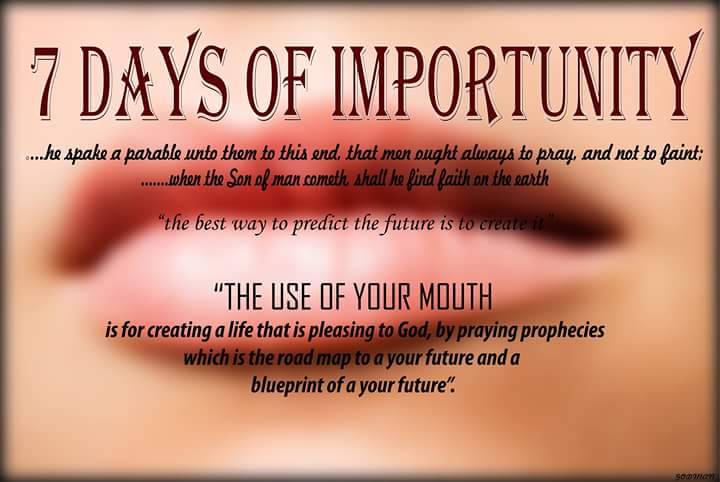 7 DAYS OF IMPORTUNITY
....he spake a parable unto them to this end, that men ought always to pray, and not to faint;
.......when the Son of man cometh, shall he find faith on the earth
“the best way to predict the future is to create it”
“THE USE OF YOUR MOUTH
is for creating a life that is pleasing to God, by praying prophecies
which is the road map to a your future and a
blueprint of a your future”.